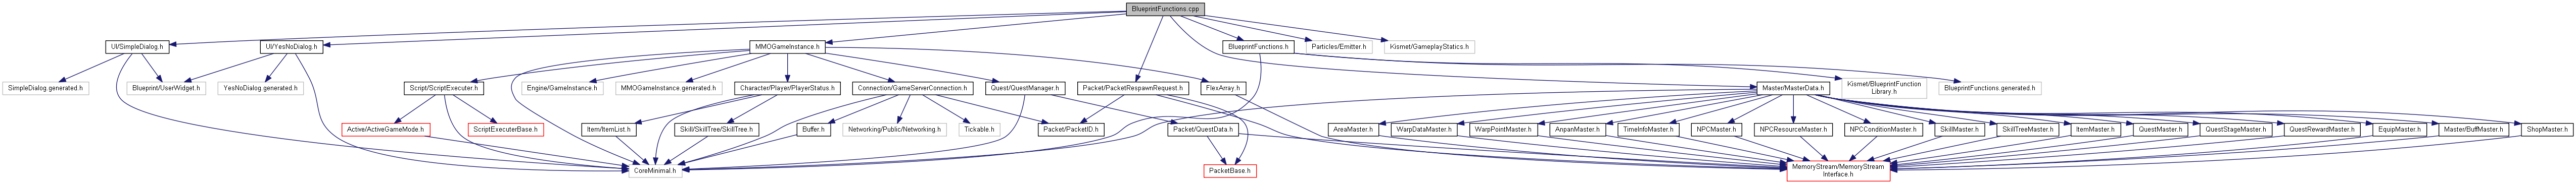 BlueprintFunctions.cpp
UI/SimpleDialog.h
UI/YesNoDialog.h
MMOGameInstance.h
BlueprintFunctions.h
Particles/Emitter.h
Kismet/GameplayStatics.h
SimpleDialog.generated.h
Blueprint/UserWidget.h
YesNoDialog.generated.h
Script/ScriptExecuter.h
Engine/GameInstance.h
MMOGameInstance.generated.h
Character/Player/PlayerStatus.h
Connection/GameServerConnection.h
Quest/QuestManager.h
Packet/PacketRespawnRequest.h
FlexArray.h
Master/MasterData.h
Kismet/BlueprintFunction
Library.h
BlueprintFunctions.generated.h
Active/ActiveGameMode.h
ScriptExecuterBase.h
Item/ItemList.h
Skill/SkillTree/SkillTree.h
Buffer.h
Networking/Public/Networking.h
Tickable.h
Packet/PacketID.h
Packet/QuestData.h
AreaMaster.h
WarpDataMaster.h
WarpPointMaster.h
AnpanMaster.h
TimeInfoMaster.h
NPCMaster.h
NPCResourceMaster.h
NPCConditionMaster.h
SkillMaster.h
SkillTreeMaster.h
ItemMaster.h
QuestMaster.h
QuestStageMaster.h
QuestRewardMaster.h
EquipMaster.h
Master/BuffMaster.h
ShopMaster.h
CoreMinimal.h
PacketBase.h
MemoryStream/MemoryStream
Interface.h